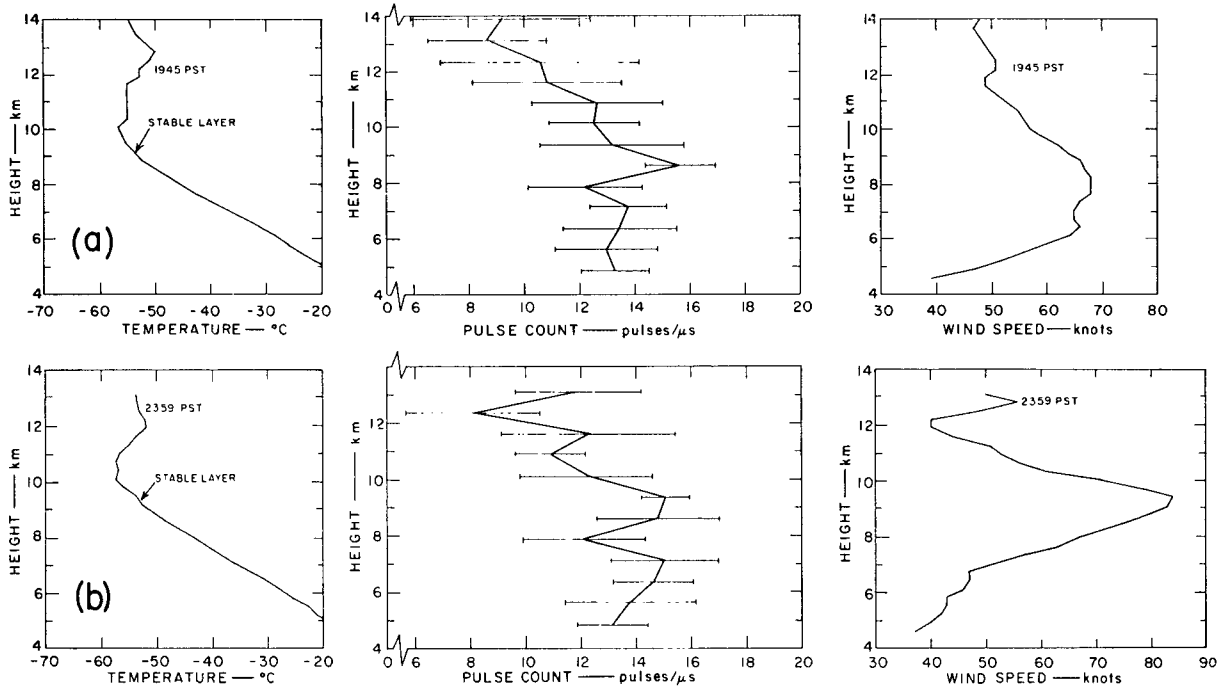 14
12
10
8
6
4
HEIGHT — km
1945 PST
STABLE LAYER
(a)
-70 -60 -50 -40 -30 -20
TEMPERATURE — °C
14
12
10
8
6
4
HEIGHT — km
0 6 8 10 12 14 16 18 20
PULSE COUNT — pulses/μs
14
12
10
8
6
4
HEIGHT — km
1945 PST
40 50 60 70 80
WIND SPEED — knots
14
12
10
8
6
4
HEIGHT — km
2359 PST
STABLE LAYER
(b)
-70 -60 -50 -40 -30 -20
TEMPERATURE — °C
14
12
10
8
6
4
HEIGHT — km
0 6 8 10 12 14 16 18 20
PULSE COUNT — pulses/μs
14
12
10
8
6
4
HEIGHT — km
2359 PST
30 40 50 60 70 80 90
WIND SPEED — knots